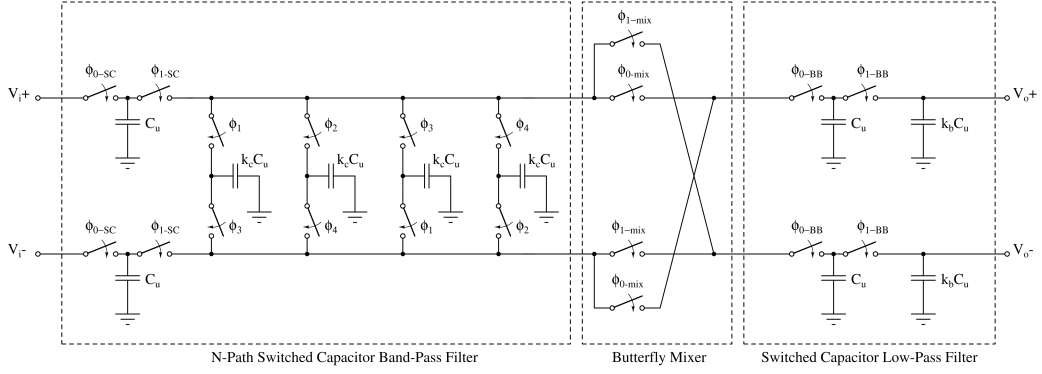 ϕ1–mix
Vi+ ϕ0–SC ϕ1-SC ϕ0-mix ϕ0–BB ϕ1–BB Vo+
Cu ϕ1 ϕ2 ϕ3 ϕ4 Cu kbCu
kcCu kcCu kcCu kcCu
Vi- ϕ0–SC ϕ1-SC ϕ3 ϕ4 ϕ1 ϕ2 ϕ1–mix ϕ0–BB ϕ1–BB Vo-
Cu ϕ0-mix Cu kbCu
N-Path Switched Capacitor Band-Pass Filter Butterfly Mixer Switched Capacitor Low-Pass Filter